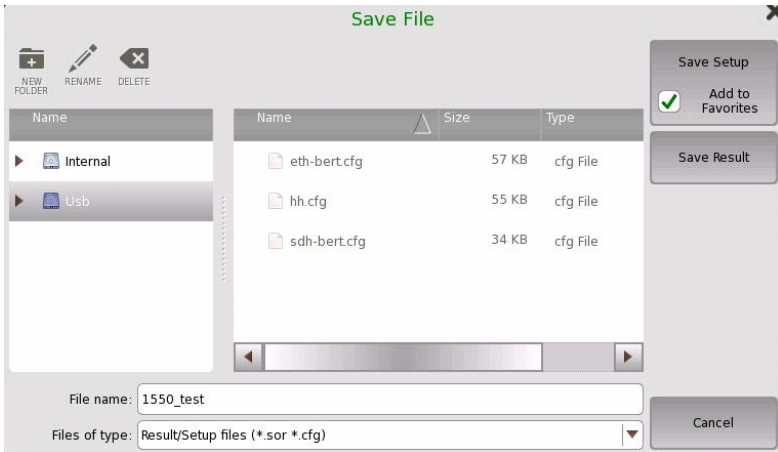 Save File
NEW FOLDER
RENAME
DELETE
Save Setup
Add to Favorites
Save Result
Name
Internal
Usb
Name Size Type
eth-bert.cfg 57 KB cfg File
hh.cfg 55 KB cfg File
sdh-bert.cfg 34 KB cfg File
File name: 1550_test
Files of type: Result/Setup files (*.sor *.cfg)
Cancel